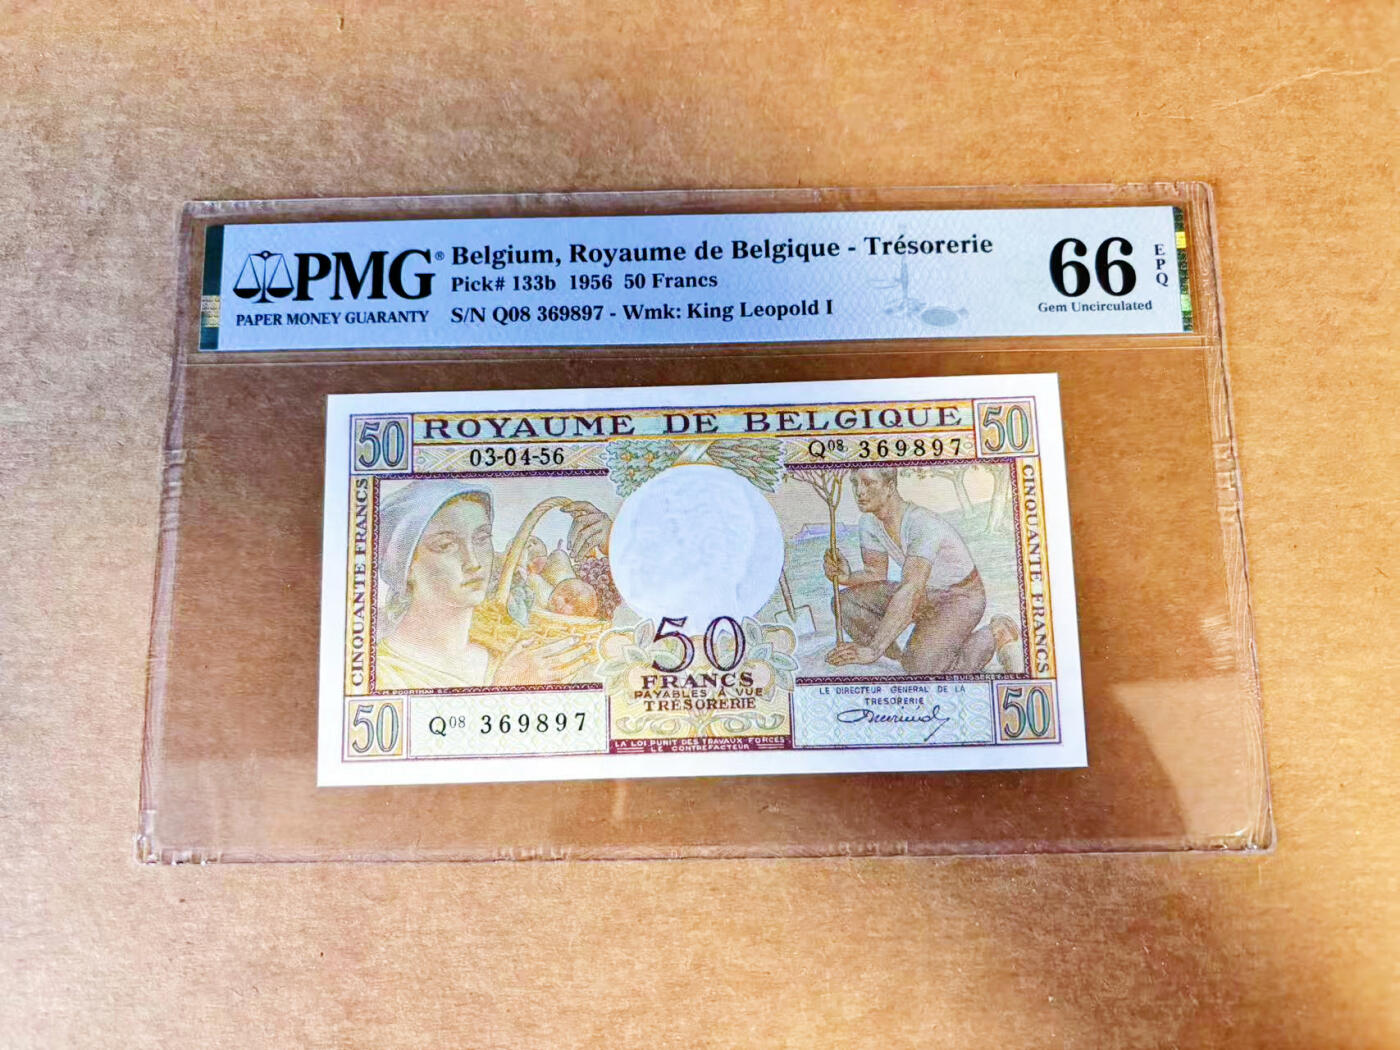 PMG®
PAPER MONEY GUARANTY
Belgium, Royaume de Belgique - Trésorerie
Pick# 133b 1956 50 Francs
S/N Q08 369897 - Wmk: King Leopold I
66
Gem Uncirculated
EPQ
50
ROYAUME DE BELGIQUE
50
03-04-56
Q08 369897
CINQUANTE FRANCS
CINQUANTE FRANCS
50
FRANCS
PAYABLES A VUE
TRÉSORERIE
LE DIRECTEUR GENERAL DE LA
TRESORERIE
50
Q08 369897
50
LA LOI PUNIT DES TRAVAUX FORCES
LE CONTREFACTEUR